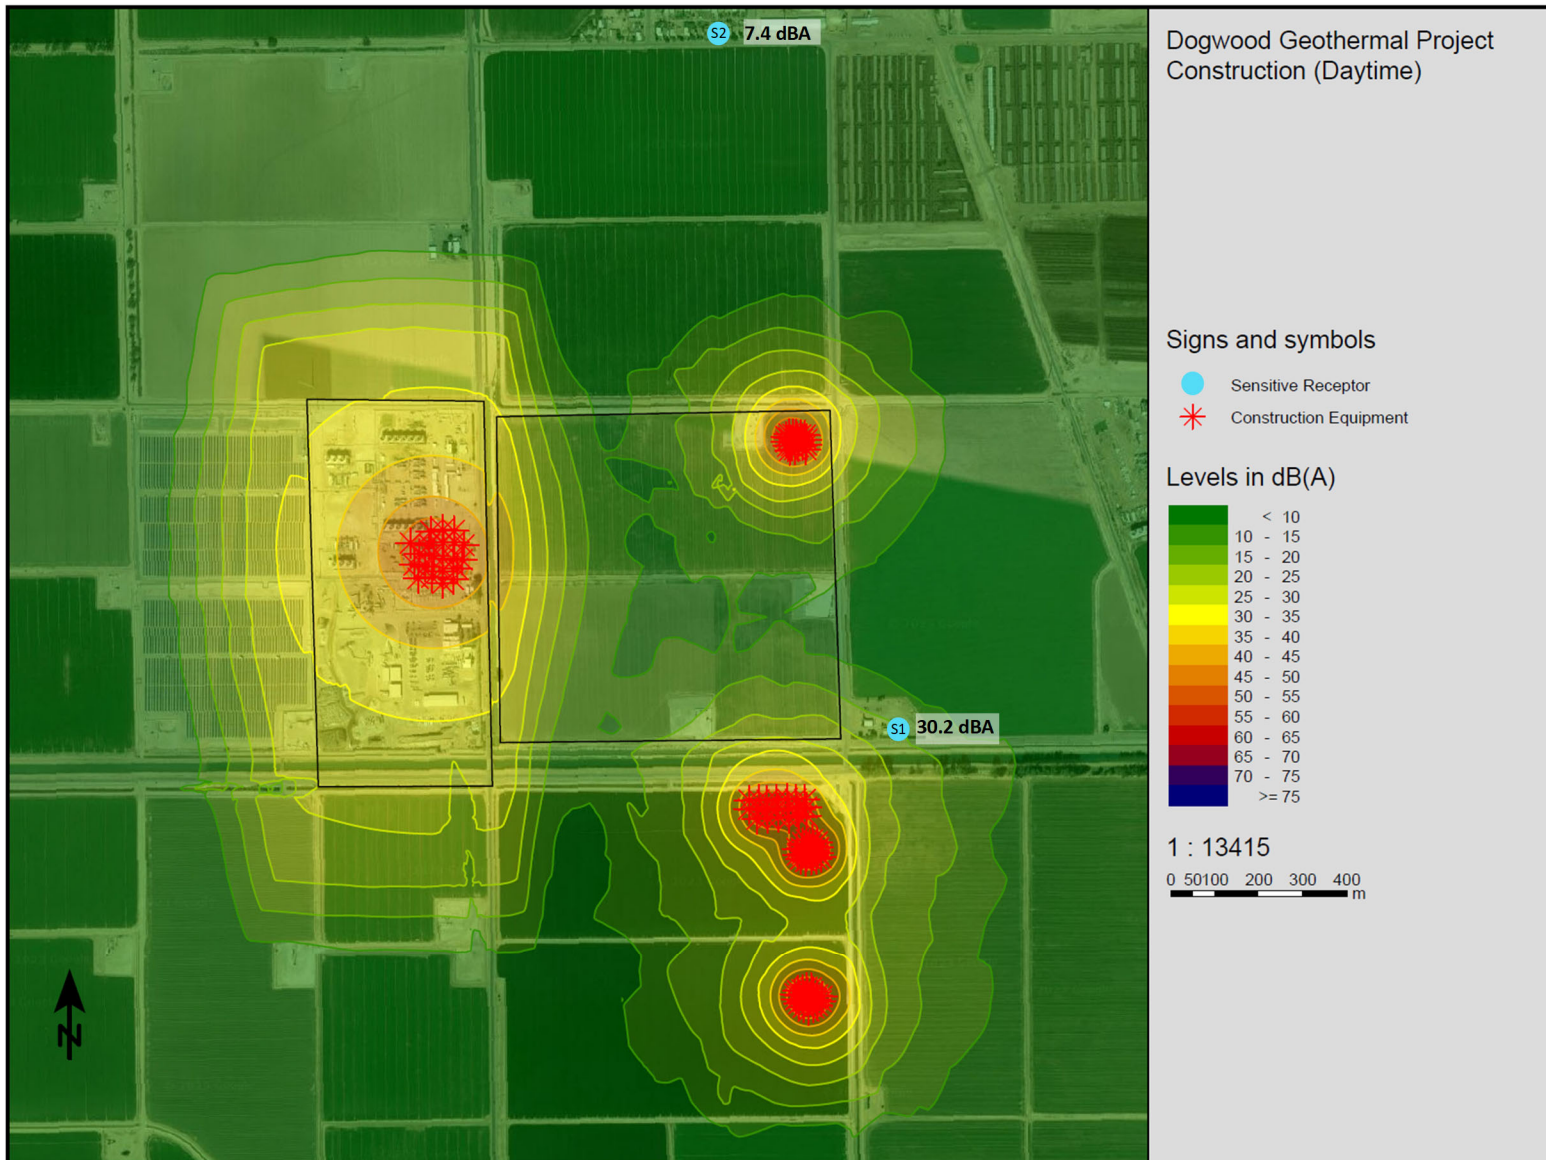 S2 7.4 dBA
Dogwood Geothermal Project
Construction (Daytime)
Signs and symbols
Sensitive Receptor
Construction Equipment
Levels in dB(A)
< 10
10 - 15
15 - 20
20 - 25
25 - 30
30 - 35
35 - 40
40 - 45
45 - 50
50 - 55
55 - 60
60 - 65
65 - 70
70 - 75
>= 75
S1 30.2 dBA
1 : 13415
0 50100 200 300 400
m
N